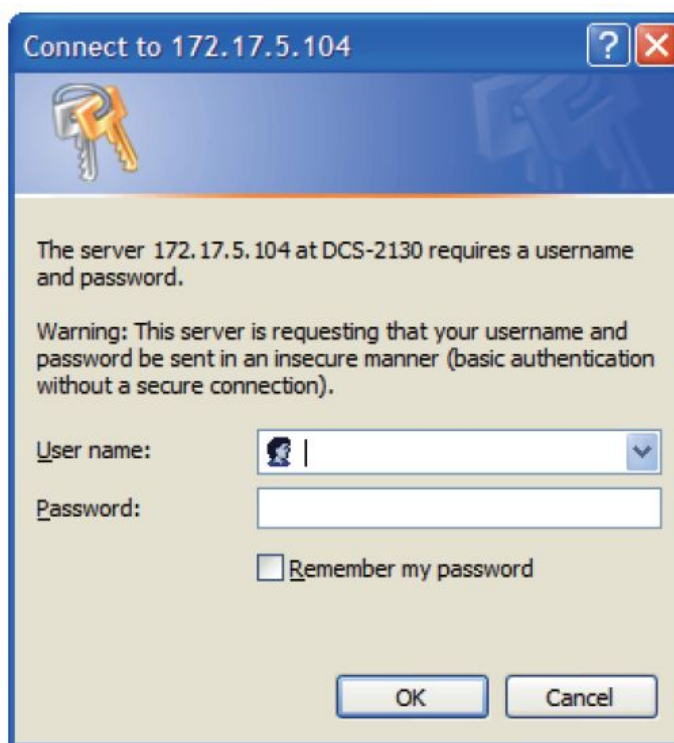 Connect to 172.17.5.104
The server 172.17.5.104 at DCS-2130 requires a username
and password.
Warning: This server is requesting that your username and
password be sent in an insecure manner (basic authentication
without a secure connection).
User name:
Password:
Remember my password
OK
Cancel